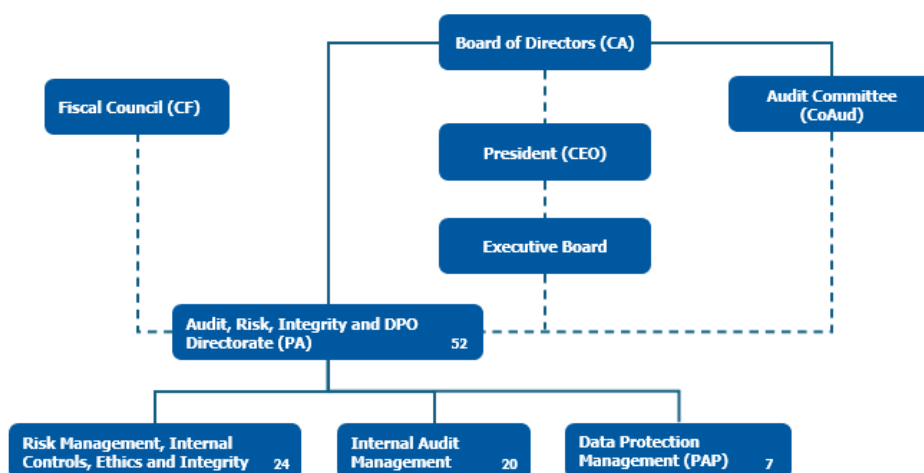 Board of Directors (CA)
Fiscal Council (CF)
Audit Committee
(CoAud)
President (CEO)
Executive Board
Audit, Risk, Integrity and DPO
Directorate (PA) 52
Risk Management, Internal
Controls, Ethics and Integrity 24
Internal Audit
Management 20
Data Protection
Management (PAP) 7